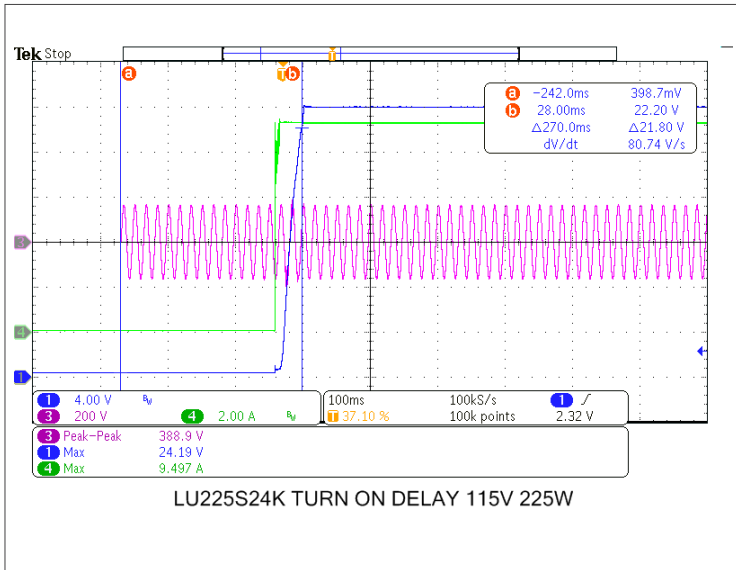 Tek Stop
T
a
T b
a -242.0ms 398.7mV
b 28.00ms 22.20 V
Δ270.0ms Δ21.80 V
dV/dt 80.74 V/s
3
4
1
1 4.00 V BW
3 200 V 4 2.00 A BW
100ms 100kS/s 1
T 37.10 % 100k points 2.32 V
3 Peak-Peak 388.9 V
1 Max 24.19 V
4 Max 9.497 A
LU225S24K TURN ON DELAY 115V 225W